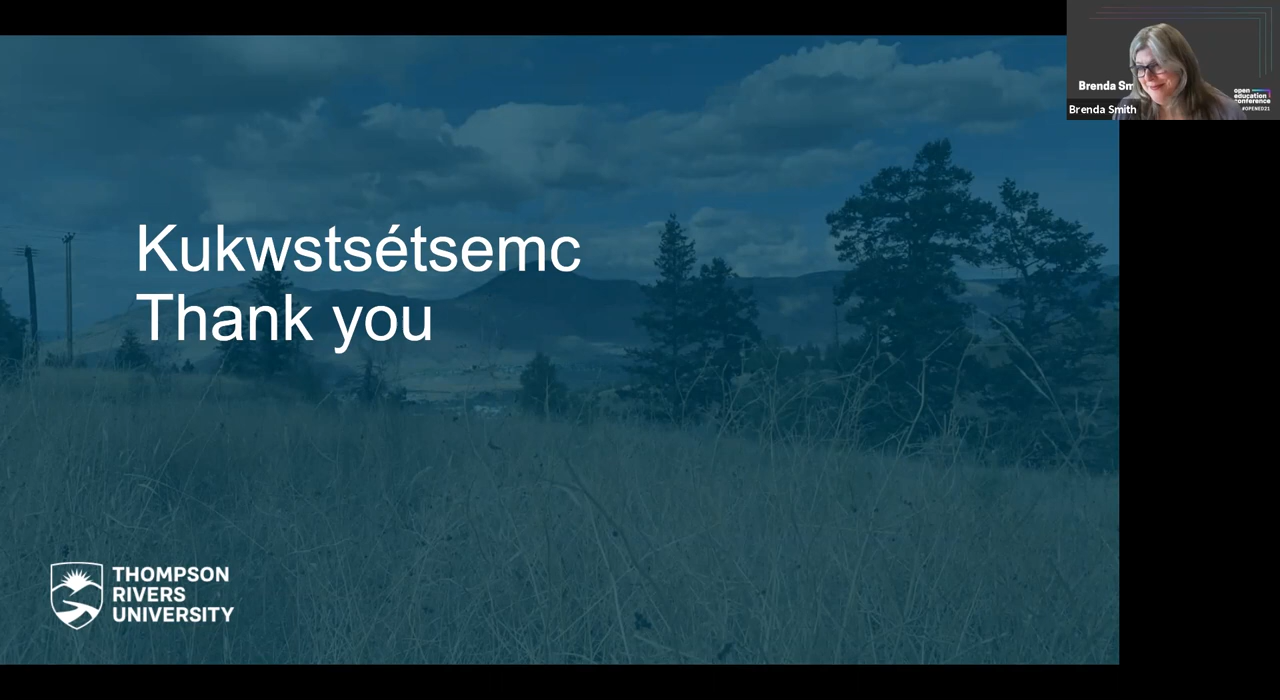 Kukwstsétsemc
Thank you
THOMPSON
RIVERS
UNIVERSITY
Brenda Sm
Brenda Smith
open
education
conference
#OPENED21